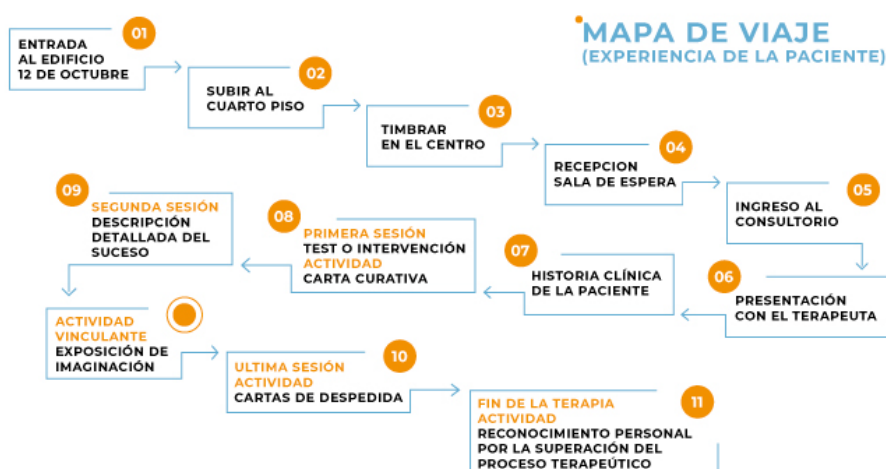 MAPA DE VIAJE
(EXPERIENCIA DE LA PACIENTE)
01
ENTRADA
AL EDIFICIO
12 DE OCTUBRE
02
SUBIR AL
CUARTO PISO
03
TIMBRAR
EN EL CENTRO
04
RECEPCION
SALA DE ESPERA
05
INGRESO AL
CONSULTORIO
06
PRESENTACIÓN
CON EL TERAPEUTA
07
HISTORIA CLÍNICA
DE LA PACIENTE
08
PRIMERA SESIÓN
TEST O INTERVENCIÓN
ACTIVIDAD
CARTA CURATIVA
09
SEGUNDA SESIÓN
DESCRIPCIÓN
DETALLADA DEL
SUCESO
ACTIVIDAD
VINCULANTE
EXPOSICIÓN DE
IMAGINACIÓN
10
ULTIMA SESIÓN
ACTIVIDAD
CARTAS DE DESPEDIDA
11
FIN DE LA TERAPIA
ACTIVIDAD
RECONOCIMIENTO PERSONAL
POR LA SUPERACIÓN DEL
PROCESO TERAPEÚTICO